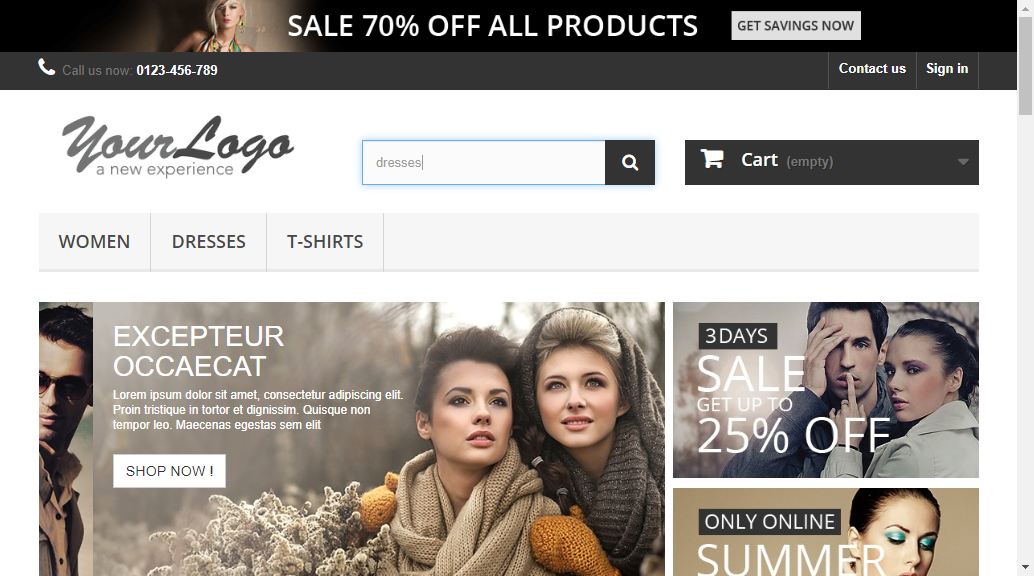 SALE 70% OFF ALL PRODUCTS
GET SAVINGS NOW
Call us now: 0123-456-789
Contact us
Sign in
YourLogo
a new experience
dresses
Cart (empty)
WOMEN
DRESSES
T-SHIRTS
EXCEPTEUR
OCCAECAT
Lorem ipsum dolor sit amet, consectetur adipiscing elit.
Proin tristique in tortor et dignissim. Quisque non
tempor leo. Maecenas egestas sem elit
SHOP NOW !
3 DAYS
SALE
GET UP TO
25% OFF
ONLY ONLINE
SUMMER